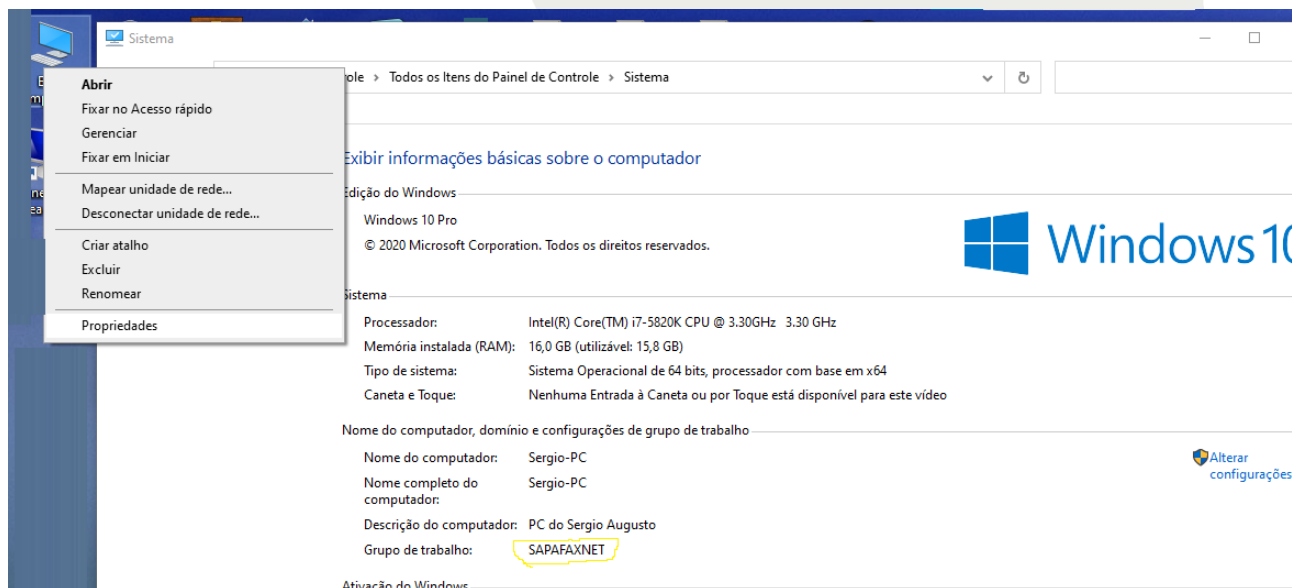 Sistema
Abrir
Fixar no Acesso rápido
Gerenciar
Fixar em Iniciar
Mapear unidade de rede...
Desconectar unidade de rede...
Criar atalho
Excluir
Renomear
Propriedades
Todos os Itens do Painel de Controle > Sistema
Exibir informações básicas sobre o computador
Edição do Windows
Windows 10 Pro
© 2020 Microsoft Corporation. Todos os direitos reservados.
Windows 10
Sistema
Processador: Intel(R) Core(TM) i7-5820K CPU @ 3.30GHz 3.30 GHz
Memória instalada (RAM): 16,0 GB (utilizável: 15,8 GB)
Tipo de sistema: Sistema Operacional de 64 bits, processador com base em x64
Caneta e Toque: Nenhuma Entrada à Caneta ou por Toque está disponível para este vídeo
Nome do computador, domínio e configurações de grupo de trabalho
Nome do computador: Sergio-PC
Alterar
configurações
Nome completo do Sergio-PC
computador:
Descrição do computador: PC do Sergio Augusto
Grupo de trabalho: SAPAFAXNET
Ativação do Windows